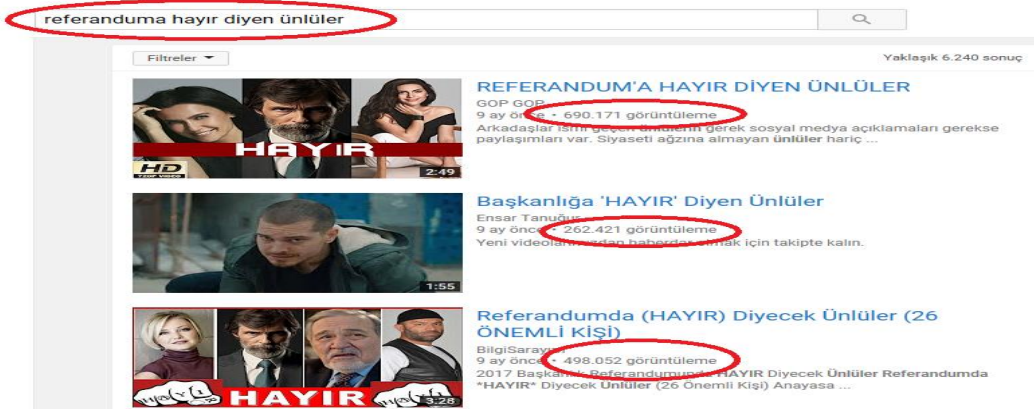 referanduma hayır diyen ünlüler
Filtreler
Yaklaşık 6.240 sonuç
HAYIR
HD
720P VIDEO
2:49
REFERANDUM'A HAYIR DİYEN ÜNLÜLER
GOP GOP
9 ay önce • 690.171 görüntüleme
Arkadaşlar ismi geçen ünlülerin gerek sosyal medya açıklamaları gerekse
paylaşımları var. Siyaseti ağzına almayan ünlüler hariç ...
1:55
Başkanlığa 'HAYIR' Diyen Ünlüler
Ensar Tanuğur
9 ay önce • 262.421 görüntüleme
Yeni videolarımızdan haberdar olmak için takipte kalın.
HAYIR
3:28
Referandumda (HAYIR) Diyecek Ünlüler (26
ÖNEMLİ KİŞİ)
BilgiSarayı
9 ay önce • 498.052 görüntüleme
2017 Başkanlık Referandumunda HAYIR Diyecek Ünlüler Referandumda
*HAYIR* Diyecek Ünlüler (26 Önemli Kişi) Anayasa ...